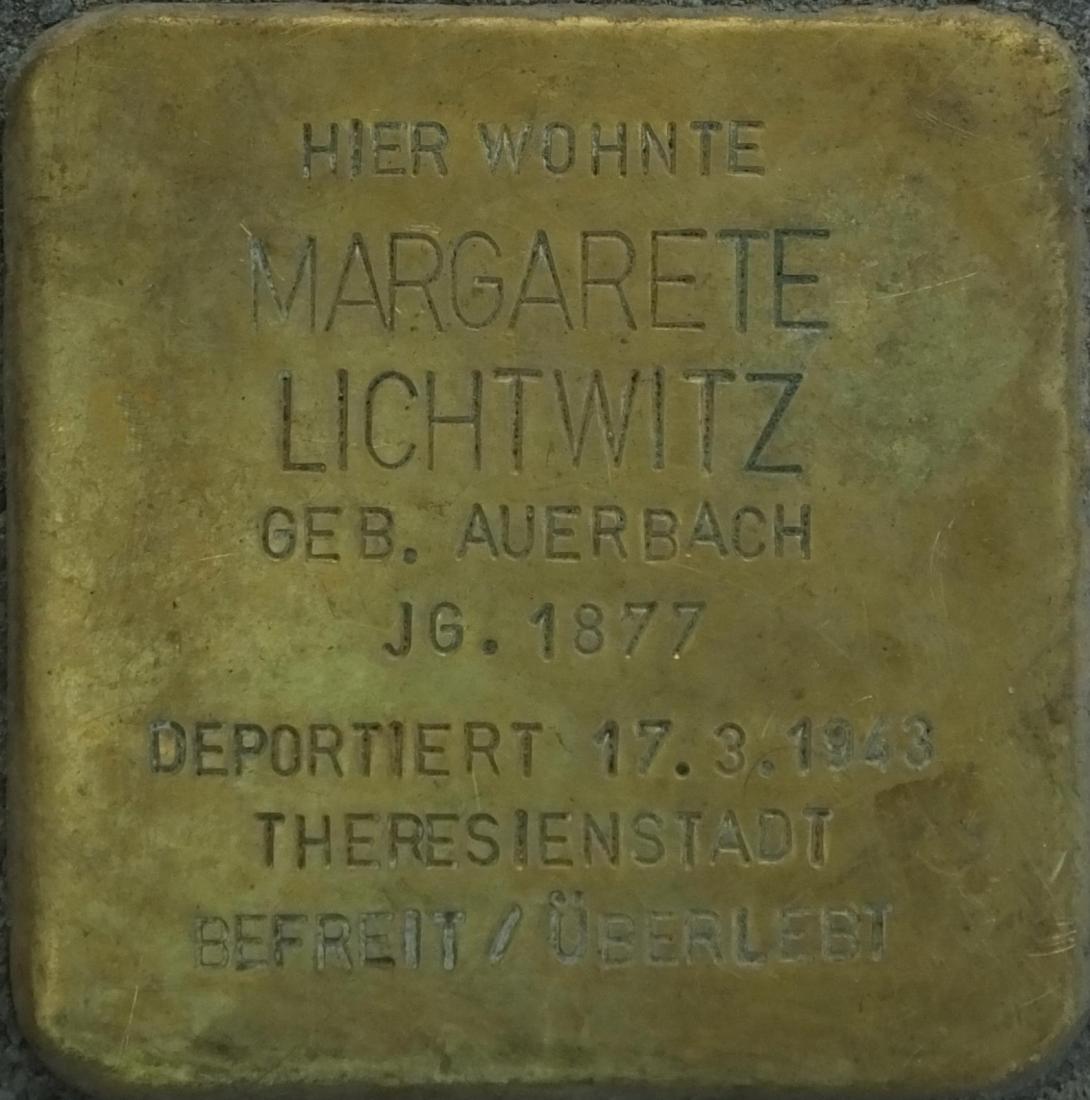 HIER WOHNTE
MARGARETE
LICHTWITZ
GEB. AUERBACH
JG. 1877
DEPORTIERT 17.3.1943
THERESIENSTADT
BEFREIT / ÜBERLEBT